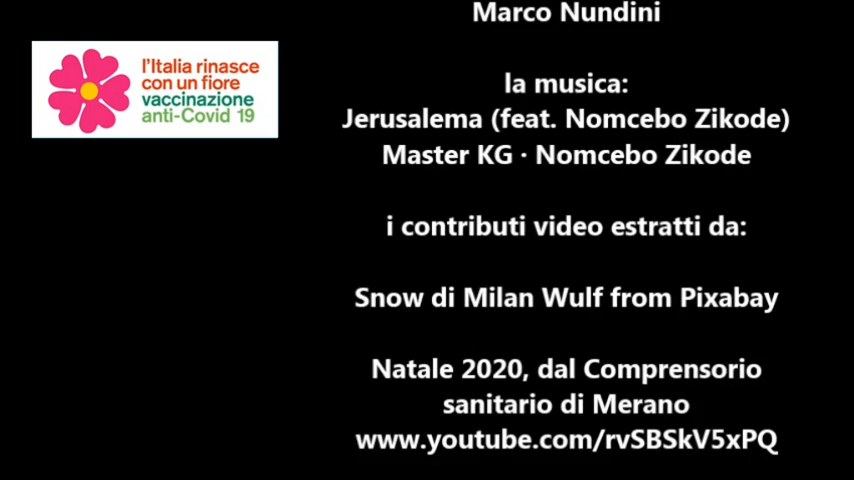 l'Italia rinasce
con un fiore
vaccinazione
anti-Covid 19
Marco Nundini
la musica:
Jerusalema (feat. Nomcebo Zikode)
Master KG · Nomcebo Zikode
i contributi video estratti da:
Snow di Milan Wulf from Pixabay
Natale 2020, dal Comprensorio
sanitario di Merano
www.youtube.com/rvSBSkV5xPQ